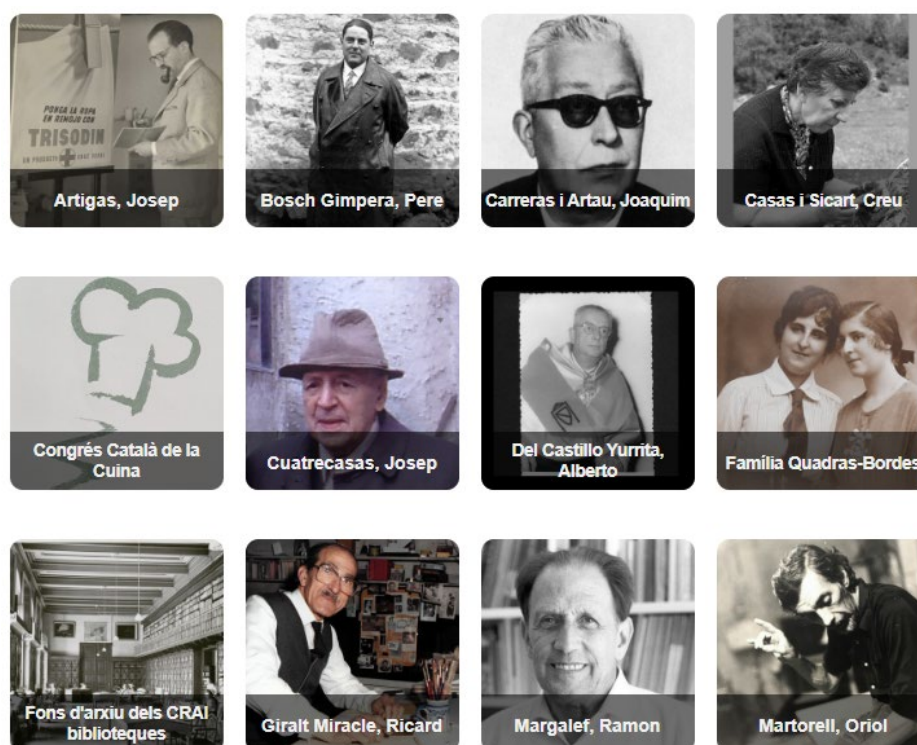 PONGA LA ROPA
EN REMOJO CON
TRISODIN
Artigas, Josep
Bosch Gimpera, Pere
Carreras i Artau, Joaquim
Casas i Sicart, Creu
Congrés Català de la
Cuina
Cuatrecasas, Josep
Del Castillo Yurrita,
Alberto
Família Quadras-Bordes
Fons d'arxiu dels CRAI
biblioteques
Giralt Miracle, Ricard
Margalef, Ramon
Martorell, Oriol